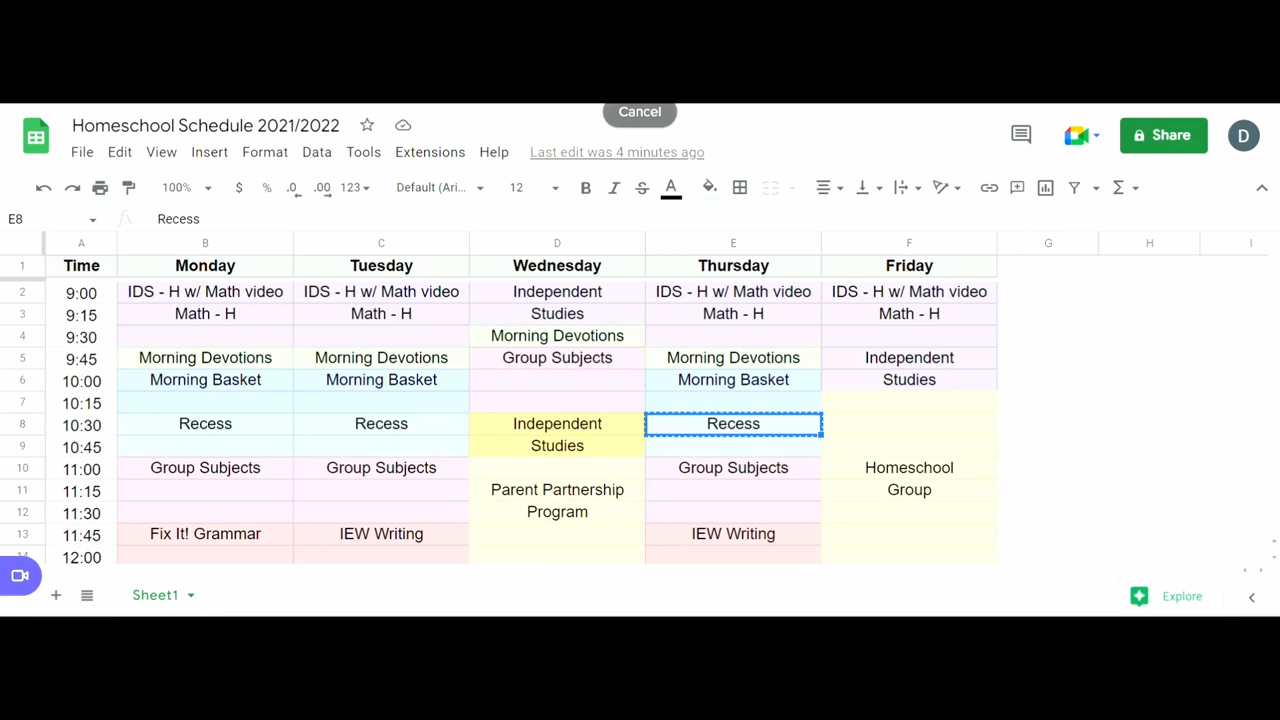 Cancel
Homeschool Schedule 2021/2022
File Edit View Insert Format Data Tools Extensions Help Last edit was 4 minutes ago
Share
D
100% $ % .0 .00 123 Default (Ari... 12 B I S A Σ
E8 fx Recess
A B C D E F G H I
1 Time Monday Tuesday Wednesday Thursday Friday
2 9:00 IDS - H w/ Math video IDS - H w/ Math video Independent IDS - H w/ Math video IDS - H w/ Math video
3 9:15 Math - H Math - H Studies Math - H Math - H
4 9:30 Morning Devotions
5 9:45 Morning Devotions Morning Devotions Group Subjects Morning Devotions Independent
6 10:00 Morning Basket Morning Basket Morning Basket Studies
7 10:15
8 10:30 Recess Recess Independent Recess
9 10:45 Studies
10 11:00 Group Subjects Group Subjects Group Subjects Homeschool
11 11:15 Parent Partnership Group
12 11:30 Program
13 11:45 Fix It! Grammar IEW Writing IEW Writing
14 12:00
+ Sheet1 Explore